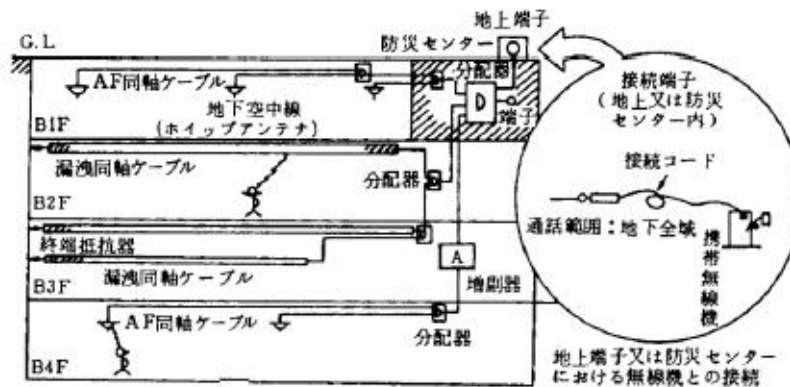 地上端子
G.L
防災センター
AF同軸ケーブル
分配器
地下空中線
(ホイップアンテナ)
D
端子
B1F
漏洩同軸ケーブル
分配器
B2F
終端抵抗器
漏洩同軸ケーブル
A
増副器
B3F
AF同軸ケーブル
分配器
B4F
接続端子
(地上又は防災
センター内)
接続コード
通話範囲:地下全域
携帯無線機
地上端子又は防災センター
における無線機との接続